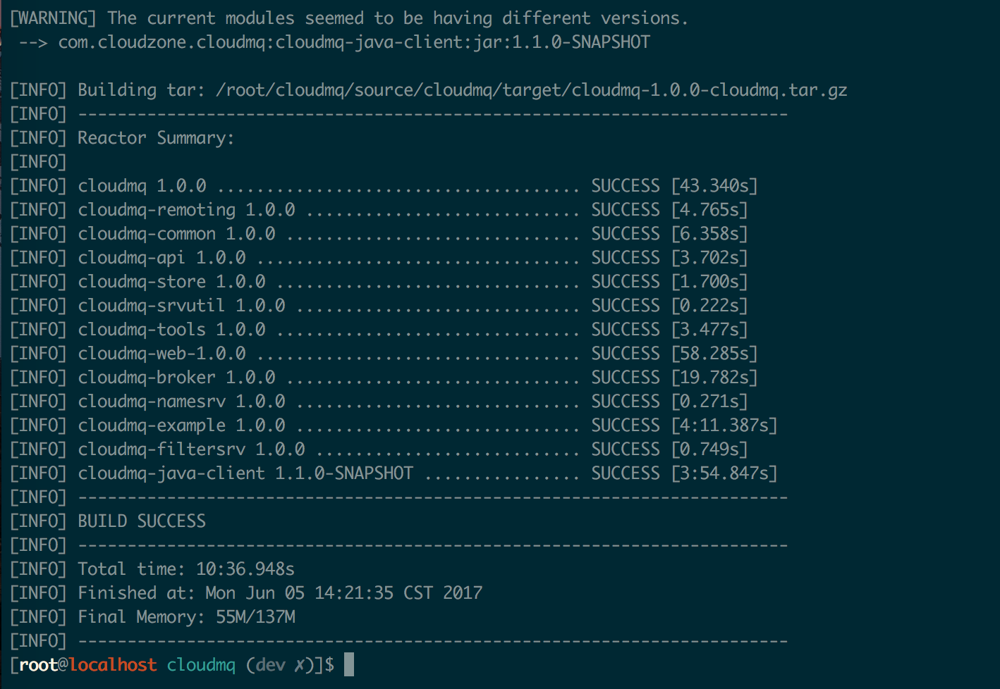 [WARNING] The current modules seemed to be having different versions.
--> com.cloudzone.cloudmq:cloudmq-java-client:jar:1.1.0-SNAPSHOT
[INFO] Building tar: /root/cloudmq/source/cloudmq/target/cloudmq-1.0.0-cloudmq.tar.gz
[INFO] ------------------------------------------------------------------------
[INFO] Reactor Summary:
[INFO]
[INFO] cloudmq 1.0.0 ..................................... SUCCESS [43.340s]
[INFO] cloudmq-remoting 1.0.0 ............................ SUCCESS [4.765s]
[INFO] cloudmq-common 1.0.0 .............................. SUCCESS [6.358s]
[INFO] cloudmq-api 1.0.0 ................................. SUCCESS [3.702s]
[INFO] cloudmq-store 1.0.0 ............................... SUCCESS [1.700s]
[INFO] cloudmq-srvutil 1.0.0 ............................. SUCCESS [0.222s]
[INFO] cloudmq-tools 1.0.0 ............................... SUCCESS [3.477s]
[INFO] cloudmq-web-1.0.0 ................................. SUCCESS [58.285s]
[INFO] cloudmq-broker 1.0.0 .............................. SUCCESS [19.782s]
[INFO] cloudmq-namesrv 1.0.0 ............................. SUCCESS [0.271s]
[INFO] cloudmq-example 1.0.0 ............................. SUCCESS [4:11.387s]
[INFO] cloudmq-filtersrv 1.0.0 ........................... SUCCESS [0.749s]
[INFO] cloudmq-java-client 1.1.0-SNAPSHOT ................ SUCCESS [3:54.847s]
[INFO] ------------------------------------------------------------------------
[INFO] BUILD SUCCESS
[INFO] ------------------------------------------------------------------------
[INFO] Total time: 10:36.948s
[INFO] Finished at: Mon Jun 05 14:21:35 CST 2017
[INFO] Final Memory: 55M/137M
[INFO] ------------------------------------------------------------------------
[root@localhost cloudmq (dev ✗)]$